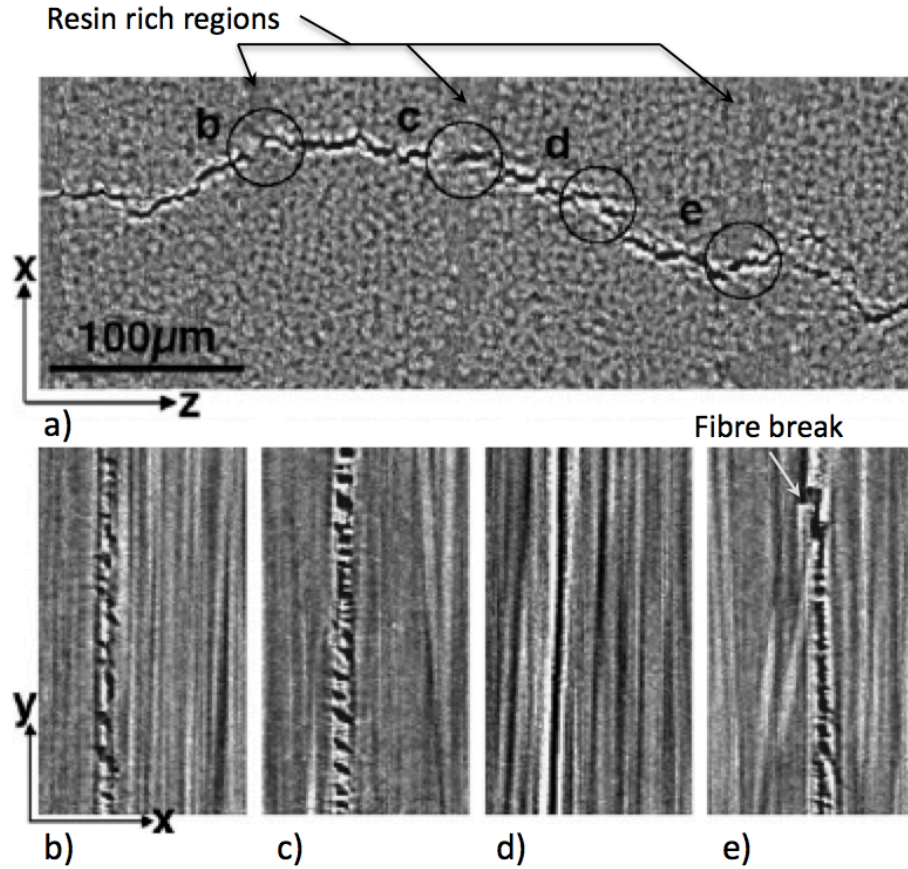 Resin rich regions
b
c
d
e
x
100μm
z
a)
Fibre break
y
x
b)
c)
d)
e)